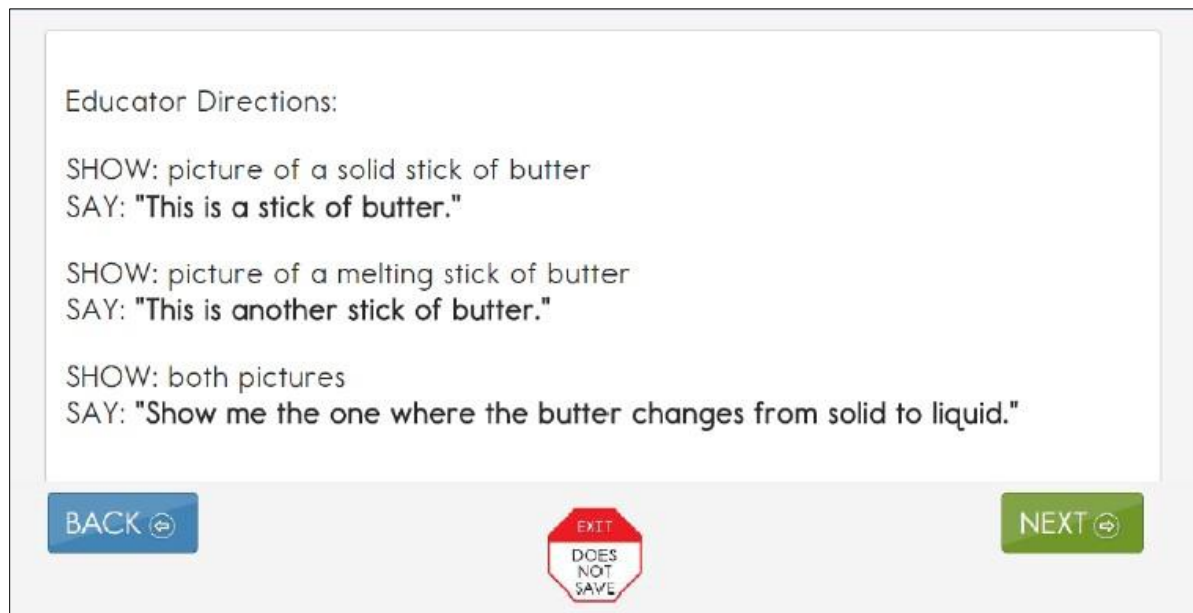 Educator Directions:
SHOW: picture of a solid stick of butter
SAY: "This is a stick of butter."
SHOW: picture of a melting stick of butter
SAY: "This is another stick of butter."
SHOW: both pictures
SAY: "Show me the one where the butter changes from solid to liquid."
BACK
EXIT
DOES
NOT
SAVE
NEXT